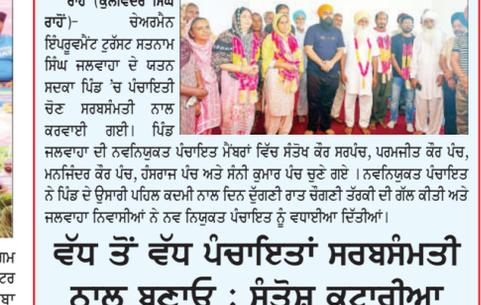 ਰਾਹੋਂ (ਕੁਲਵਿੰਦਰ ਸਿੰਘ
ਰਾਹੋਂ)- ਚੇਅਰਮੈਨ
ਇੰਪਰੂਵਮੈਂਟ ਟੁਰੱਸਟ ਸਤਨਾਮ
ਸਿੰਘ ਜਲਵਾਹਾ ਦੇ ਯਤਨ
ਸਦਕਾ ਪਿੰਡ 'ਚ ਪੰਚਾਇਤੀ
ਚੋਣ ਸਰਬਸੰਮਤੀ ਨਾਲ
ਕਰਵਾਈ ਗਈ। ਪਿੰਡ
ਜਲਵਾਹਾ ਦੀ ਨਵਨਿਯੁਕਤ ਪੰਚਾਇਤ ਮੈਂਬਰਾਂ ਵਿੱਚ ਸੰਤੋਖ ਕੌਰ ਸਰਪੰਚ, ਪਰਮਜੀਤ ਕੌਰ ਪੰਚ,
ਮਨਜਿੰਦਰ ਕੌਰ ਪੰਚ, ਹੰਸਰਾਜ ਪੰਚ ਅਤੇ ਸੰਨੀ ਕੁਮਾਰ ਪੰਚ ਚੁਣੇ ਗਏ । ਨਵਨਿਯੁਕਤ ਪੰਚਾਇਤ
ਨੇ ਪਿੰਡ ਦੇ ਉਸਾਰੀ ਪਹਿਲ ਕਦਮੀ ਨਾਲ ਦਿਨ ਦੁੱਗਣੀ ਰਾਤ ਚੌਗਣੀ ਤੱਰਕੀ ਦੀ ਗੱਲ ਕੀਤੀ ਅਤੇ
ਜਲਵਾਹਾ ਨਿਵਾਸੀਆਂ ਨੇ ਨਵ ਨਿਯੁਕਤ ਪੰਚਾਇਤ ਨੂੰ ਵਧਾਈਆ ਦਿੱਤੀਆਂ।
ਵੱਧ ਤੋਂ ਵੱਧ ਪੰਚਾਇਤਾਂ ਸਰਬਸੰਮਤੀ
ਨਾਲ ਬਣਾਓ : ਸੰਤੋਸ਼ ਕਟਾਰੀਆ